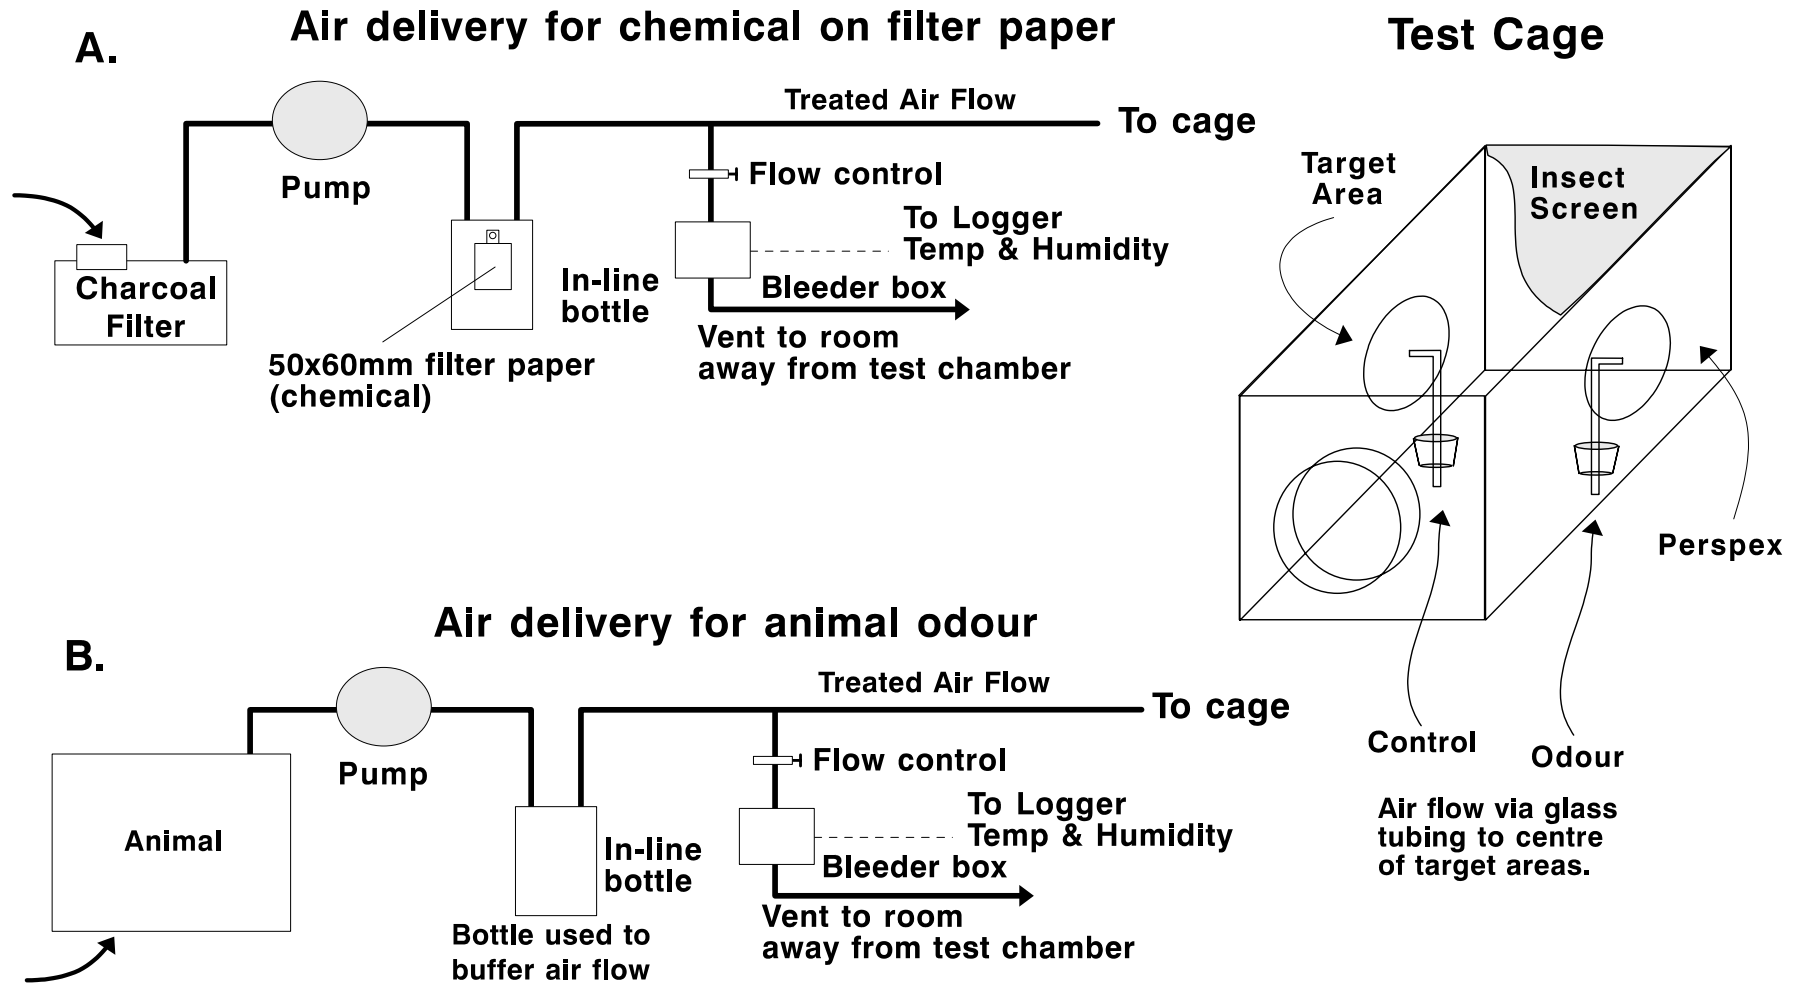 A.
Air delivery for chemical on filter paper
Treated Air Flow
To cage
Pump
Flow control
To Logger
Temp & Humidity
Charcoal
Filter
In-line
bottle
Bleeder box
Vent to room
away from test chamber
50x60mm filter paper
(chemical)
Test Cage
Target
Area
Insect
Screen
Perspex
Control
Odour
Air flow via glass
tubing to centre
of target areas.
B.
Air delivery for animal odour
Treated Air Flow
To cage
Pump
Flow control
To Logger
Temp & Humidity
Animal
In-line
bottle
Bleeder box
Vent to room
away from test chamber
Bottle used to
buffer air flow